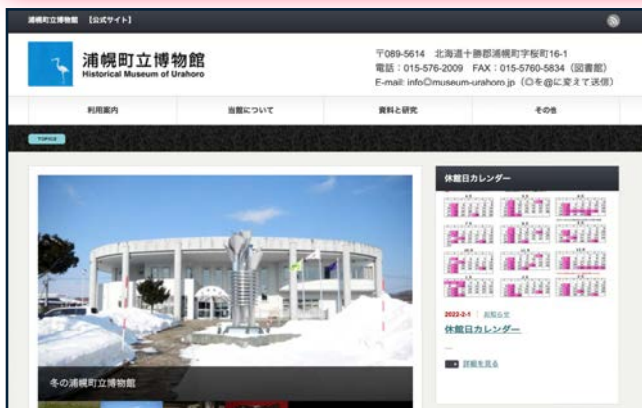 浦幌町立博物館 【公式サイト】
浦幌町立博物館
Historical Museum of Urahoro
〒089-5614 北海道十勝郡浦幌町字桜町16-1
電話：015-576-2009 FAX：015-5760-5834（図書館）
E-mail: info◎museum-urahoro.jp（◎を@に変えて送信）
利用案内 当館について 資料と研究 その他
TOPICS
休館日カレンダー
2022-2-1 お知らせ
休館日カレンダー
...
詳細を見る
冬の浦幌町立博物館